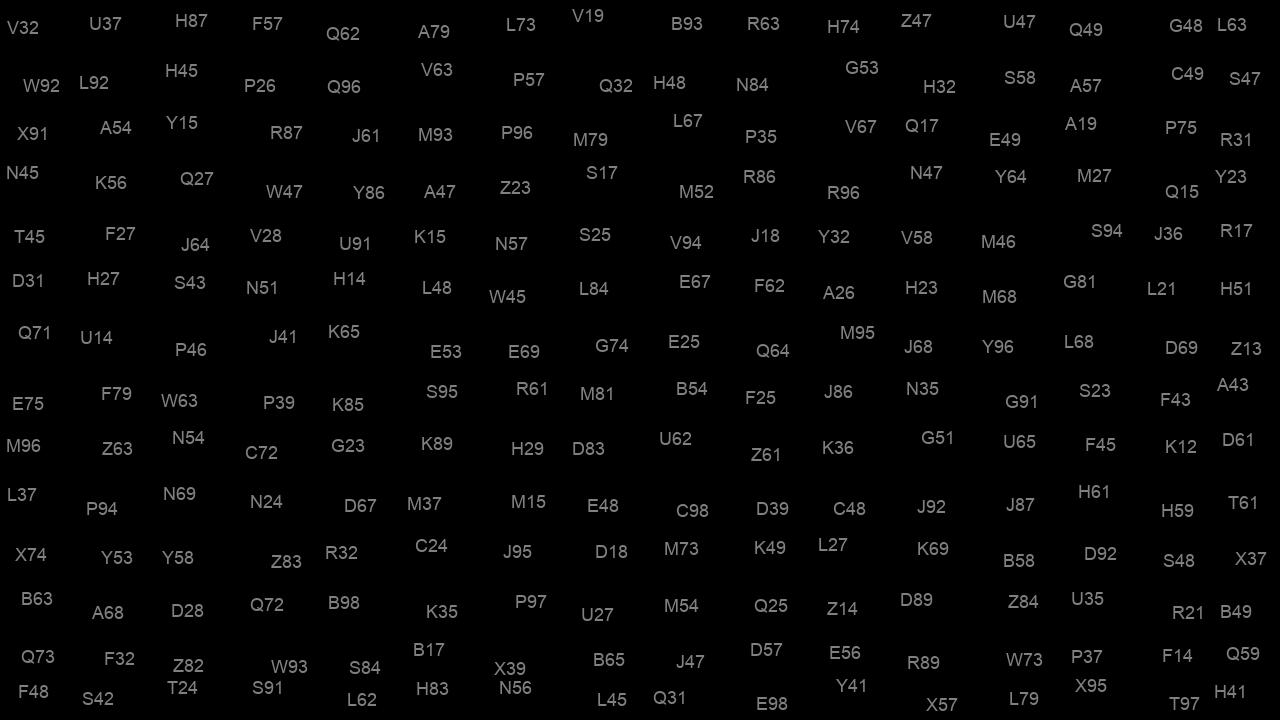 V32 U37 H87 F57 Q62 A79 L73 V19 B93 R63 H74 Z47 U47 Q49 G48 L63
W92 L92 H45 P26 Q96 V63 P57 Q32 H48 N84 G53 H32 S58 A57 C49 S47
X91 A54 Y15 R87 J61 M93 P96 M79 L67 P35 V67 Q17 E49 A19 P75 R31
N45 K56 Q27 W47 Y86 A47 Z23 S17 M52 R86 R96 N47 Y64 M27 Q15 Y23
T45 F27 J64 V28 U91 K15 N57 S25 V94 J18 Y32 V58 M46 S94 J36 R17
D31 H27 S43 N51 H14 L48 W45 L84 E67 F62 A26 H23 M68 G81 L21 H51
Q71 U14 P46 J41 K65 E53 E69 G74 E25 Q64 M95 J68 Y96 L68 D69 Z13
E75 F79 W63 P39 K85 S95 R61 M81 B54 F25 J86 N35 G91 S23 F43 A43
M96 Z63 N54 C72 G23 K89 H29 D83 U62 Z61 K36 G51 U65 F45 K12 D61
L37 P94 N69 N24 D67 M37 M15 E48 C98 D39 C48 J92 J87 H61 H59 T61
X74 Y53 Y58 Z83 R32 C24 J95 D18 M73 K49 L27 K69 B58 D92 S48 X37
B63 A68 D28 Q72 B98 K35 P97 U27 M54 Q25 Z14 D89 Z84 U35 R21 B49
Q73 F32 Z82 W93 S84 B17 X39 B65 J47 D57 E56 R89 W73 P37 F14 Q59
F48 S42 T24 S91 L62 H83 N56 L45 Q31 E98 Y41 X57 L79 X95 T97 H41